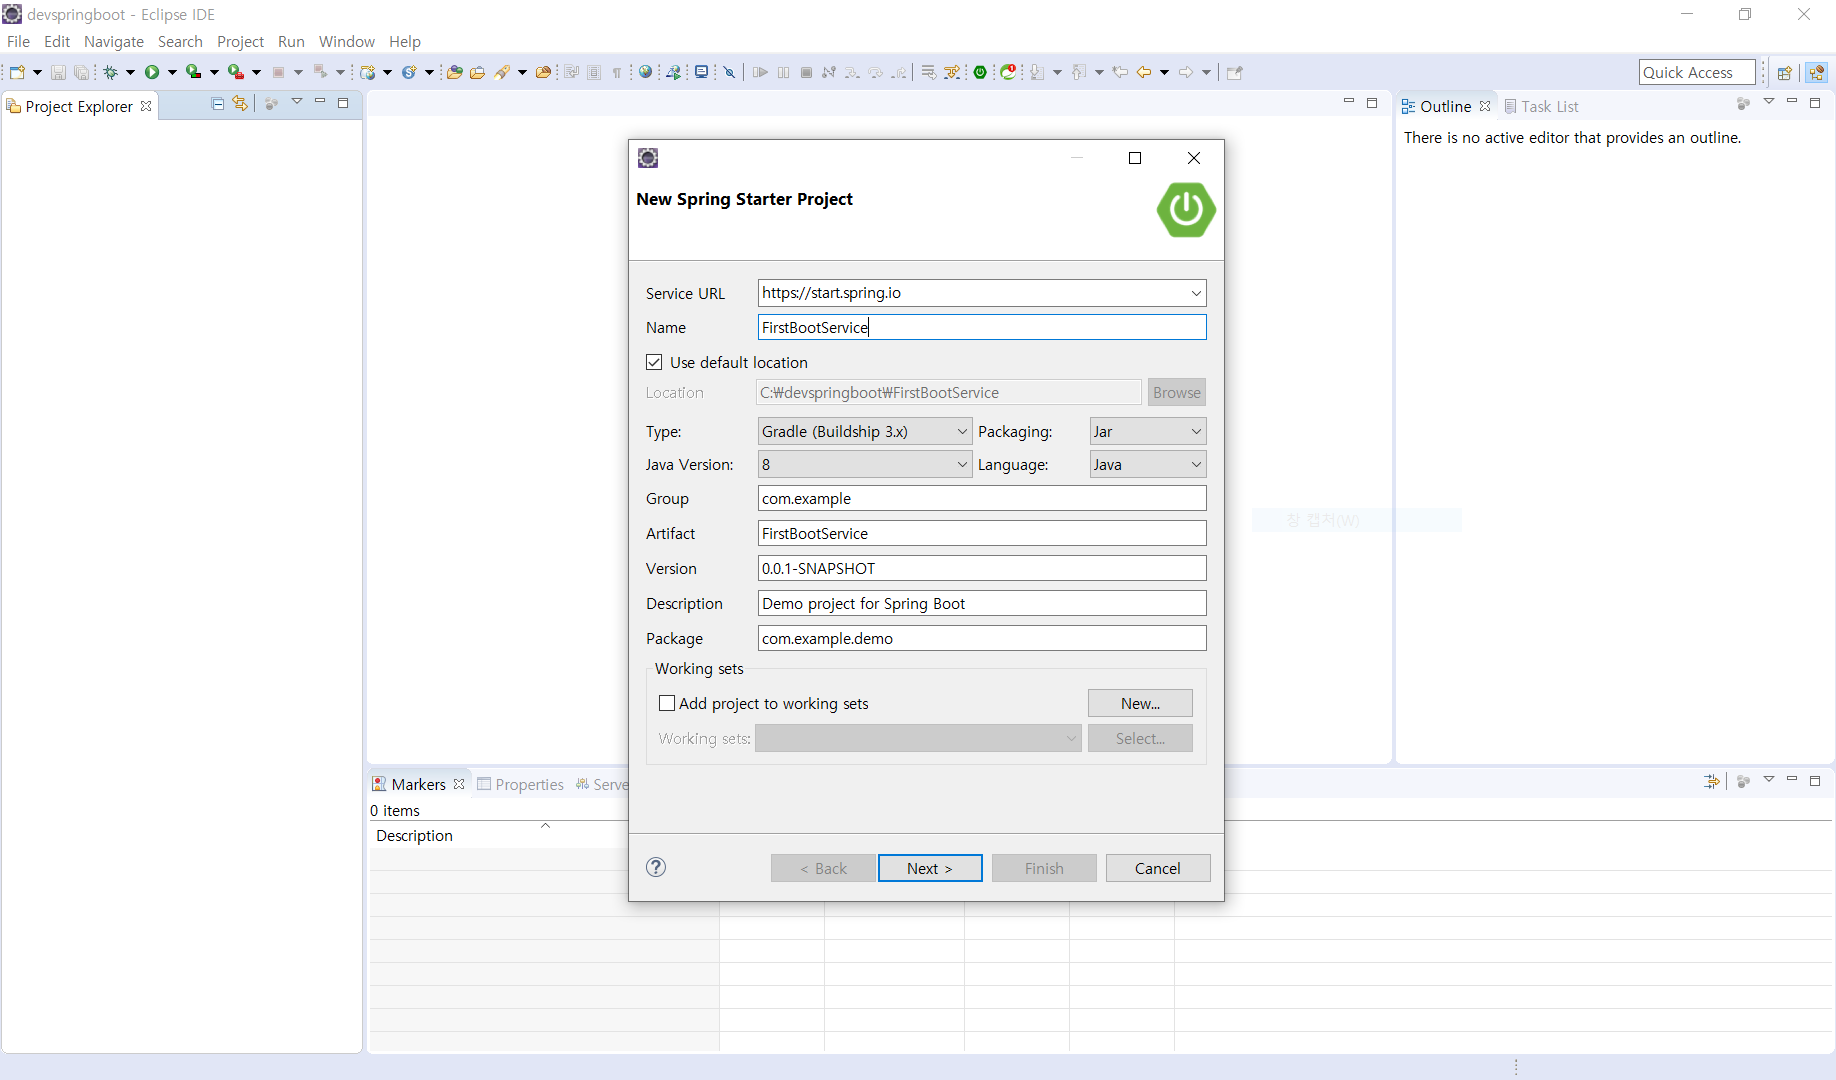 devspringboot - Eclipse IDE
File Edit Navigate Search Project Run Window Help
Quick Access
Project Explorer
Outline Task List
There is no active editor that provides an outline.
New Spring Starter Project
Service URL https://start.spring.io
Name FirstBootService
Use default location
Location C:₩devspringboot₩FirstBootService Browse
Type: Gradle (Buildship 3.x) Packaging: Jar
Java Version: 8 Language: Java
Group com.example
창 캡처(W)
Artifact FirstBootService
Version 0.0.1-SNAPSHOT
Description Demo project for Spring Boot
Package com.example.demo
Working sets
Add project to working sets New...
Working sets: Select...
Markers Properties Serve
0 items
Description
< Back Next > Finish Cancel